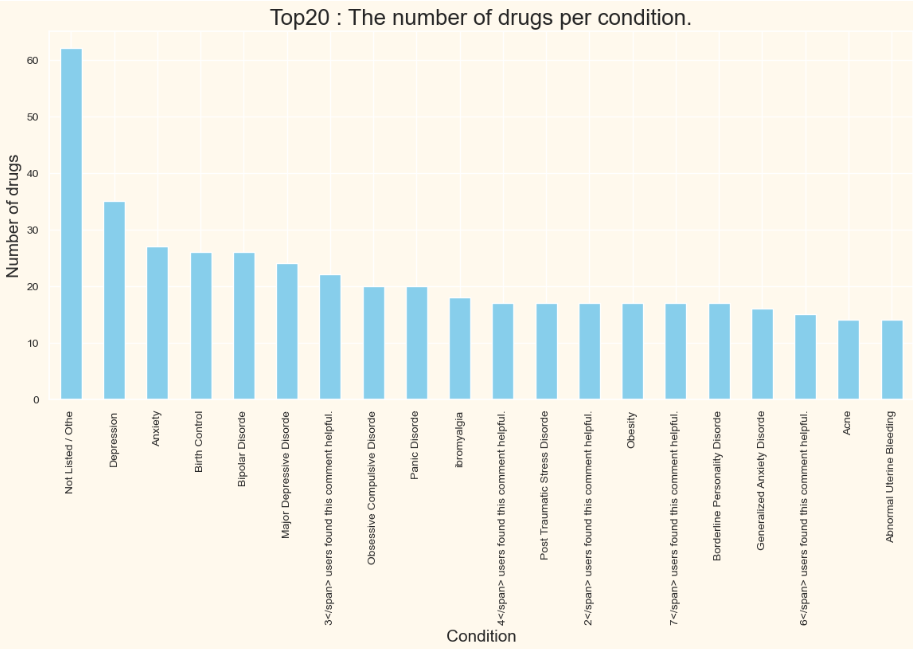 Top20 : The number of drugs per condition.
Number of drugs
60
50
40
30
20
10
0
Not Listed / Othe
Depression
Anxiety
Birth Control
Bipolar Disorde
Major Depressive Disorde
3</span> users found this comment helpful.
Obsessive Compulsive Disorde
Panic Disorde
ibromyalgia
4</span> users found this comment helpful.
Post Traumatic Stress Disorde
2</span> users found this comment helpful.
Obesity
7</span> users found this comment helpful.
Borderline Personality Disorde
Generalized Anxiety Disorde
6</span> users found this comment helpful.
Acne
Abnormal Uterine Bleeding
Condition